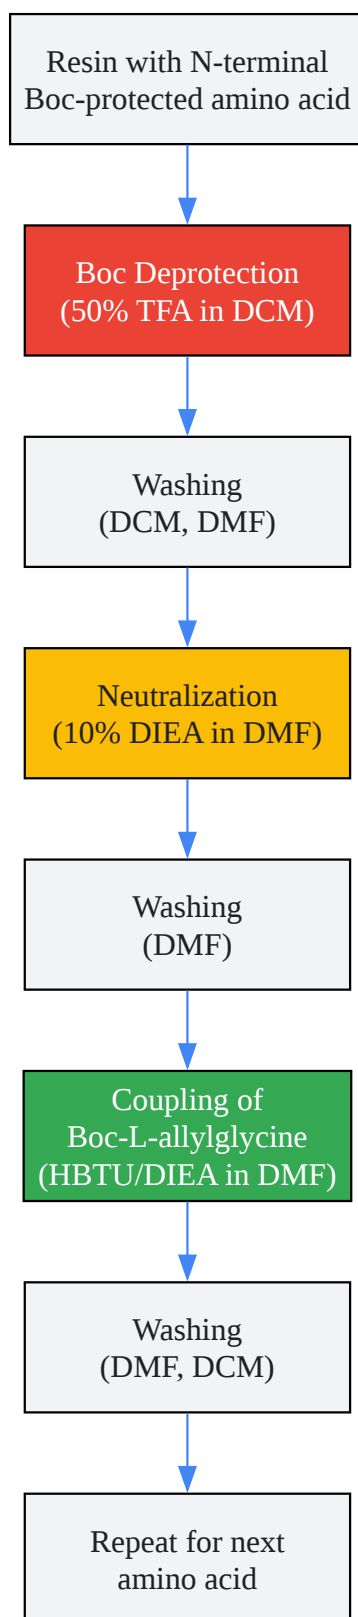 Resin with N-terminal
Boc-protected amino acid
Boc Deprotection
(50% TFA in DCM)
Washing
(DCM, DMF)
Neutralization
(10% DIEA in DMF)
Washing
(DMF)
Coupling of
Boc-L-allylglycine
(HBTU/DIEA in DMF)
Washing
(DMF, DCM)
Repeat for next
amino acid